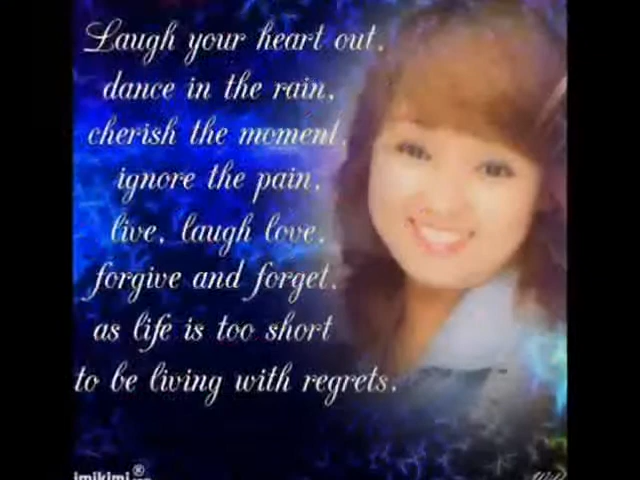 Laugh your heart out,
dance in the rain,
cherish the moment,
ignore the pain,
live, laugh love,
forgive and forget,
as life is too short
to be living with regrets.
imikimi®